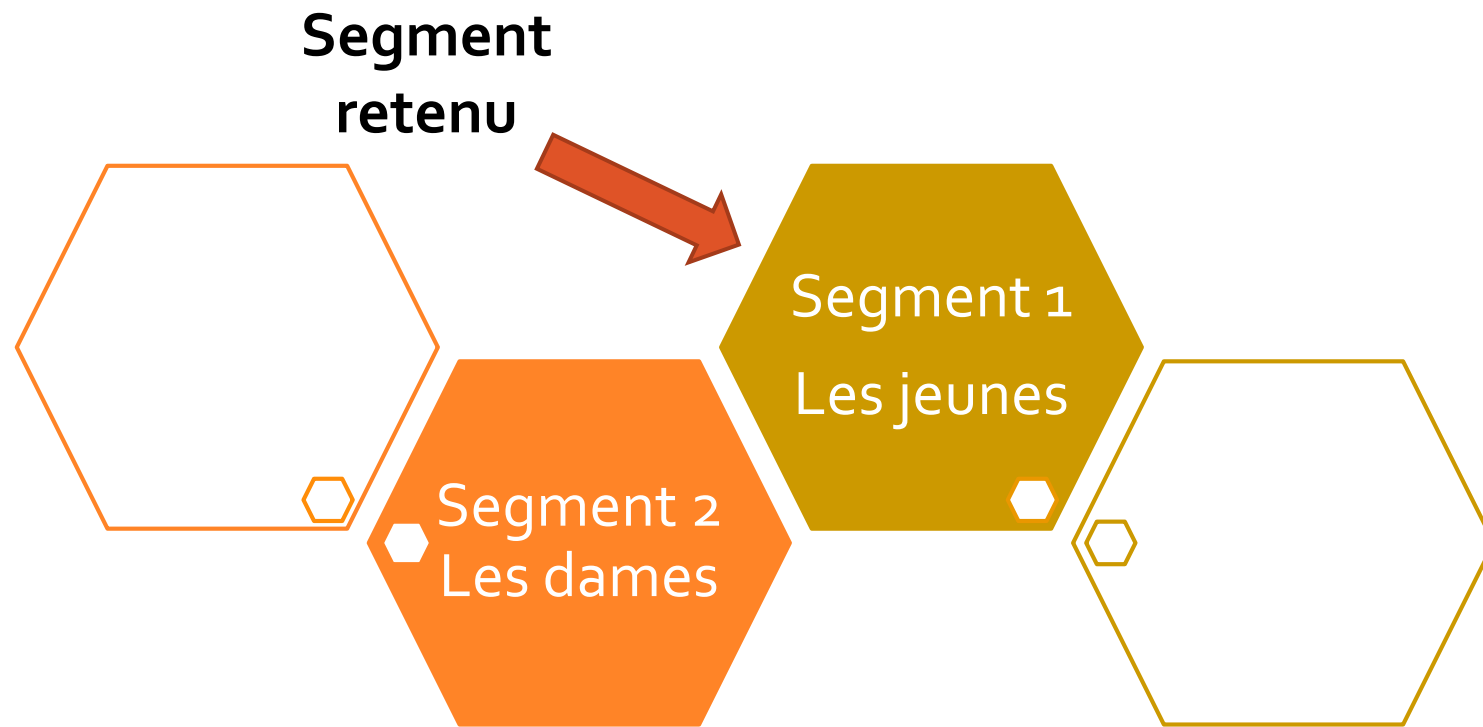 Segment
retenu
Segment 1
Les jeunes
Segment 2
Les dames